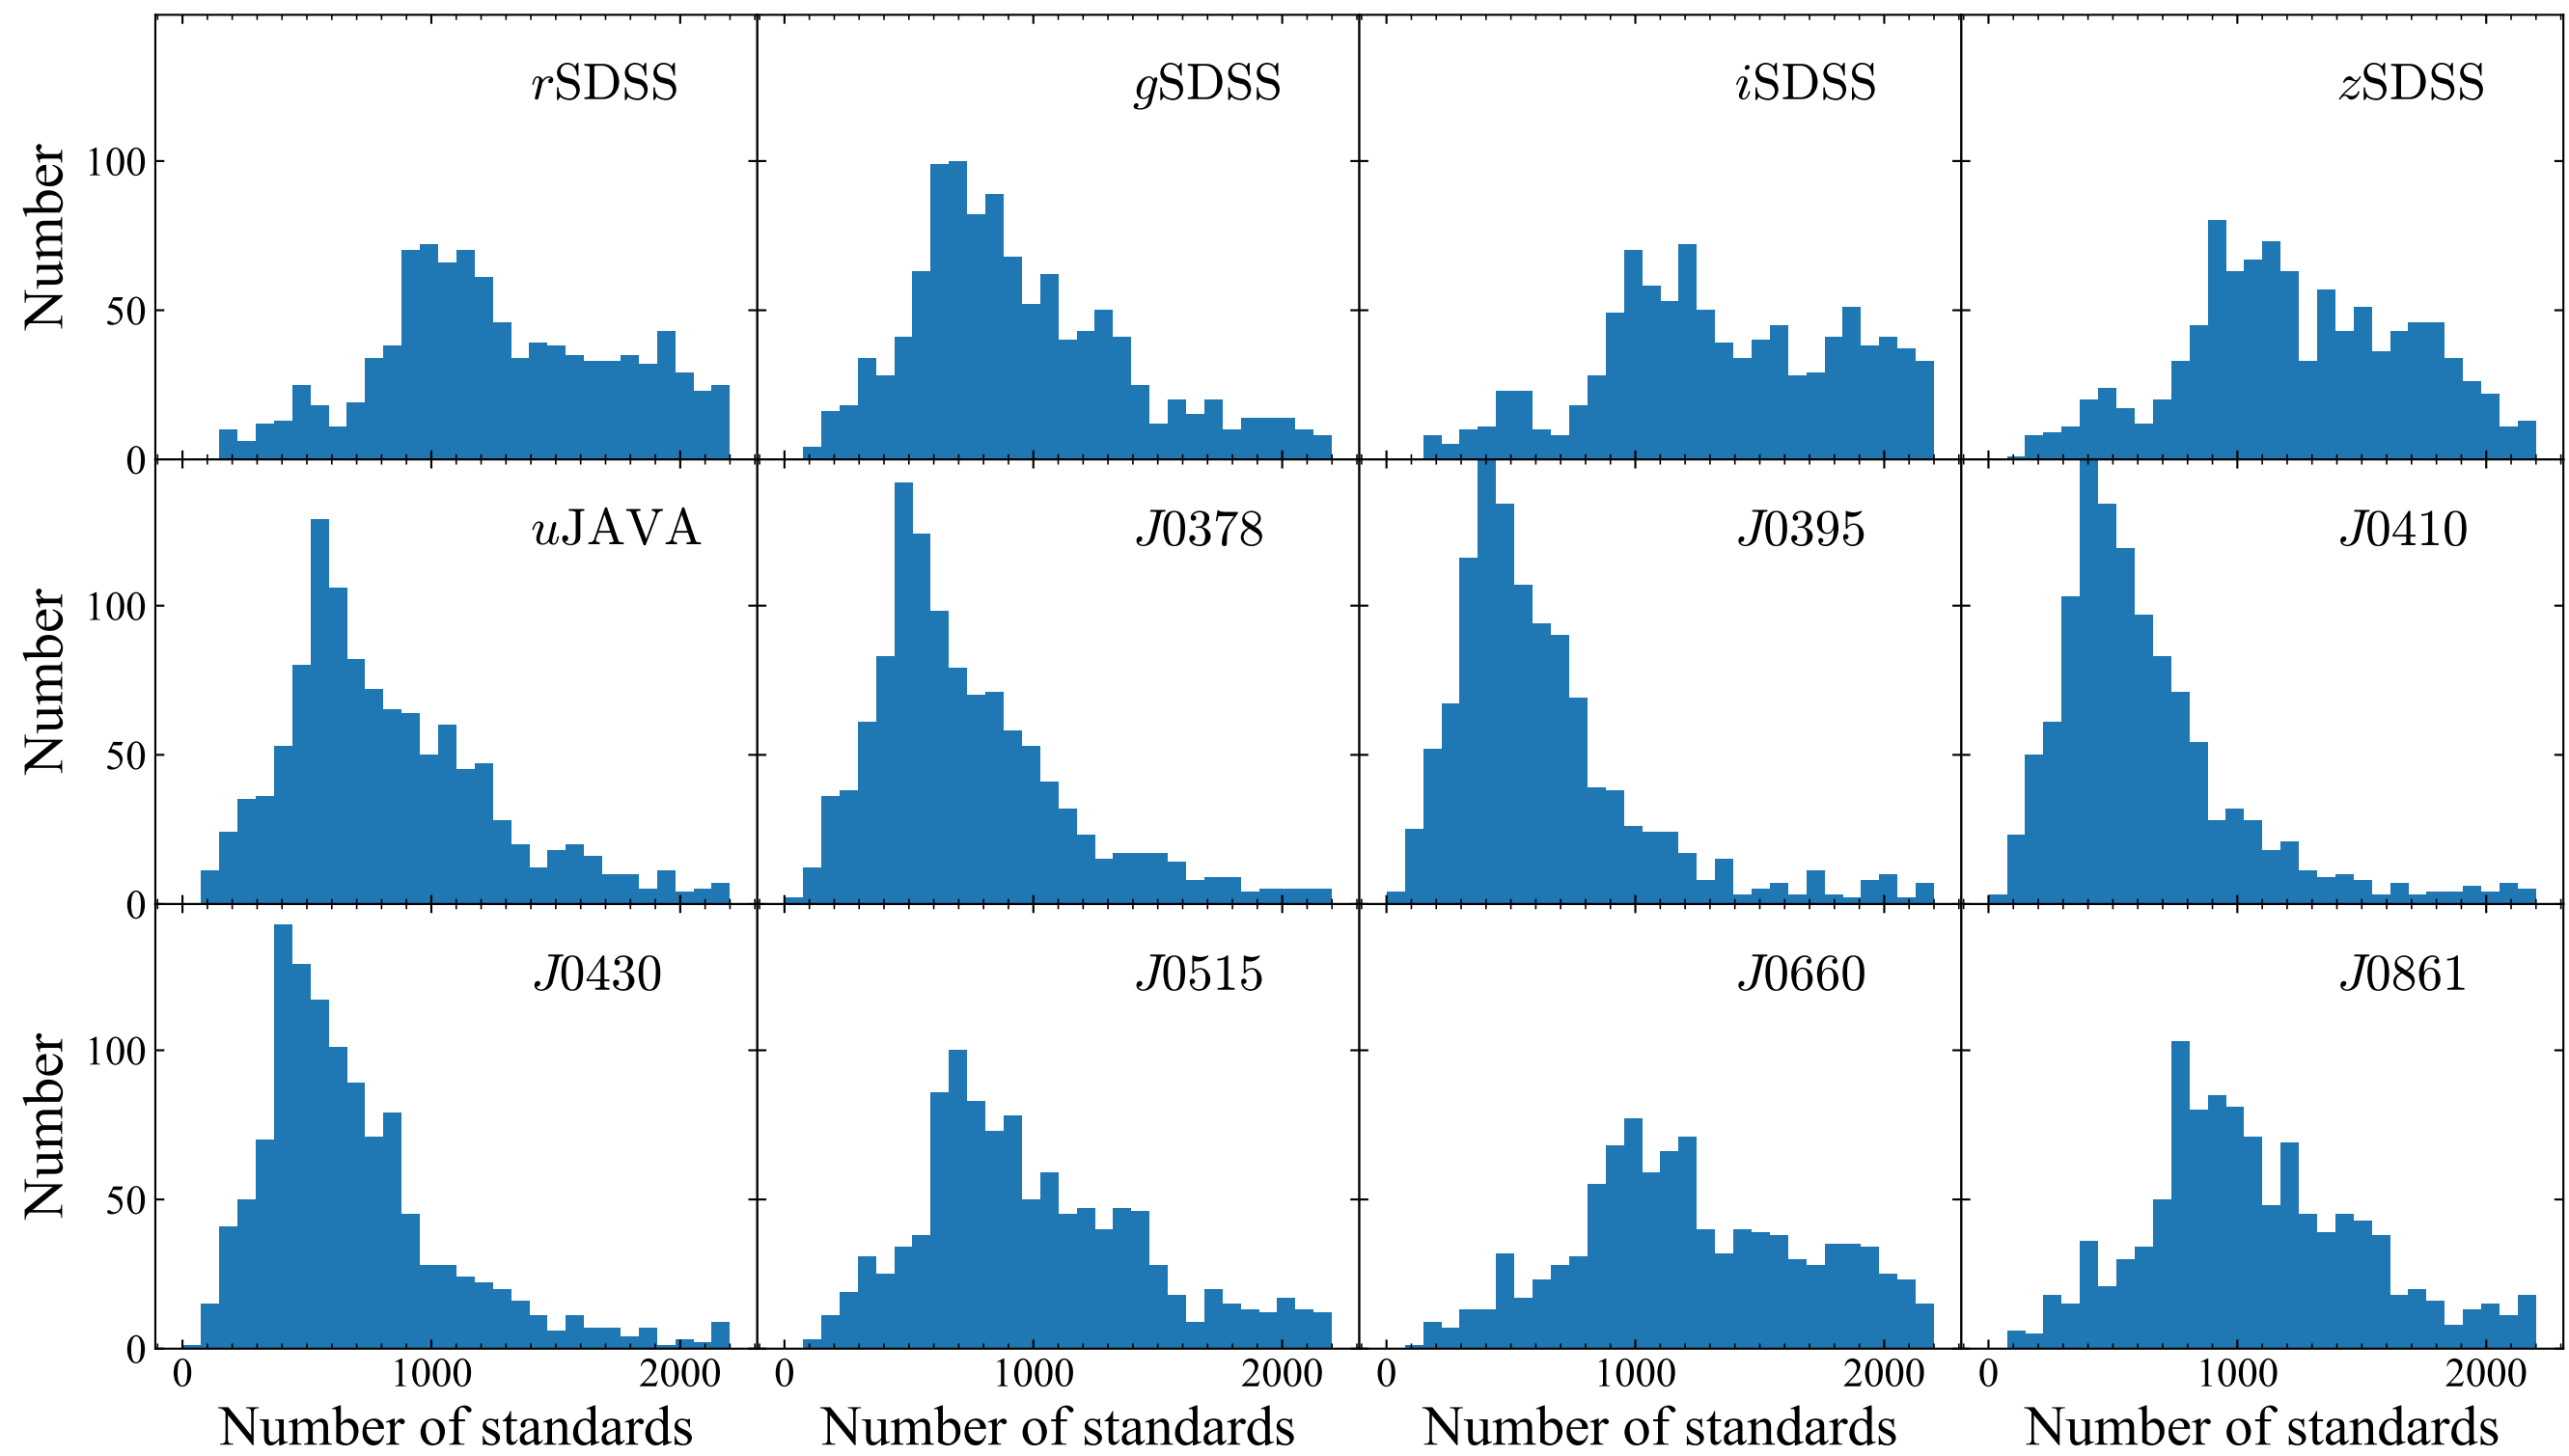 rSDSS gSDSS iSDSS zSDSS
Number
100
50
0
uJAVA J0378 J0395 J0410
Number
100
50
0
J0430 J0515 J0660 J0861
Number
100
50
0
0 1000 2000 0 1000 2000 0 1000 2000 0 1000 2000
Number of standards Number of standards Number of standards Number of standards